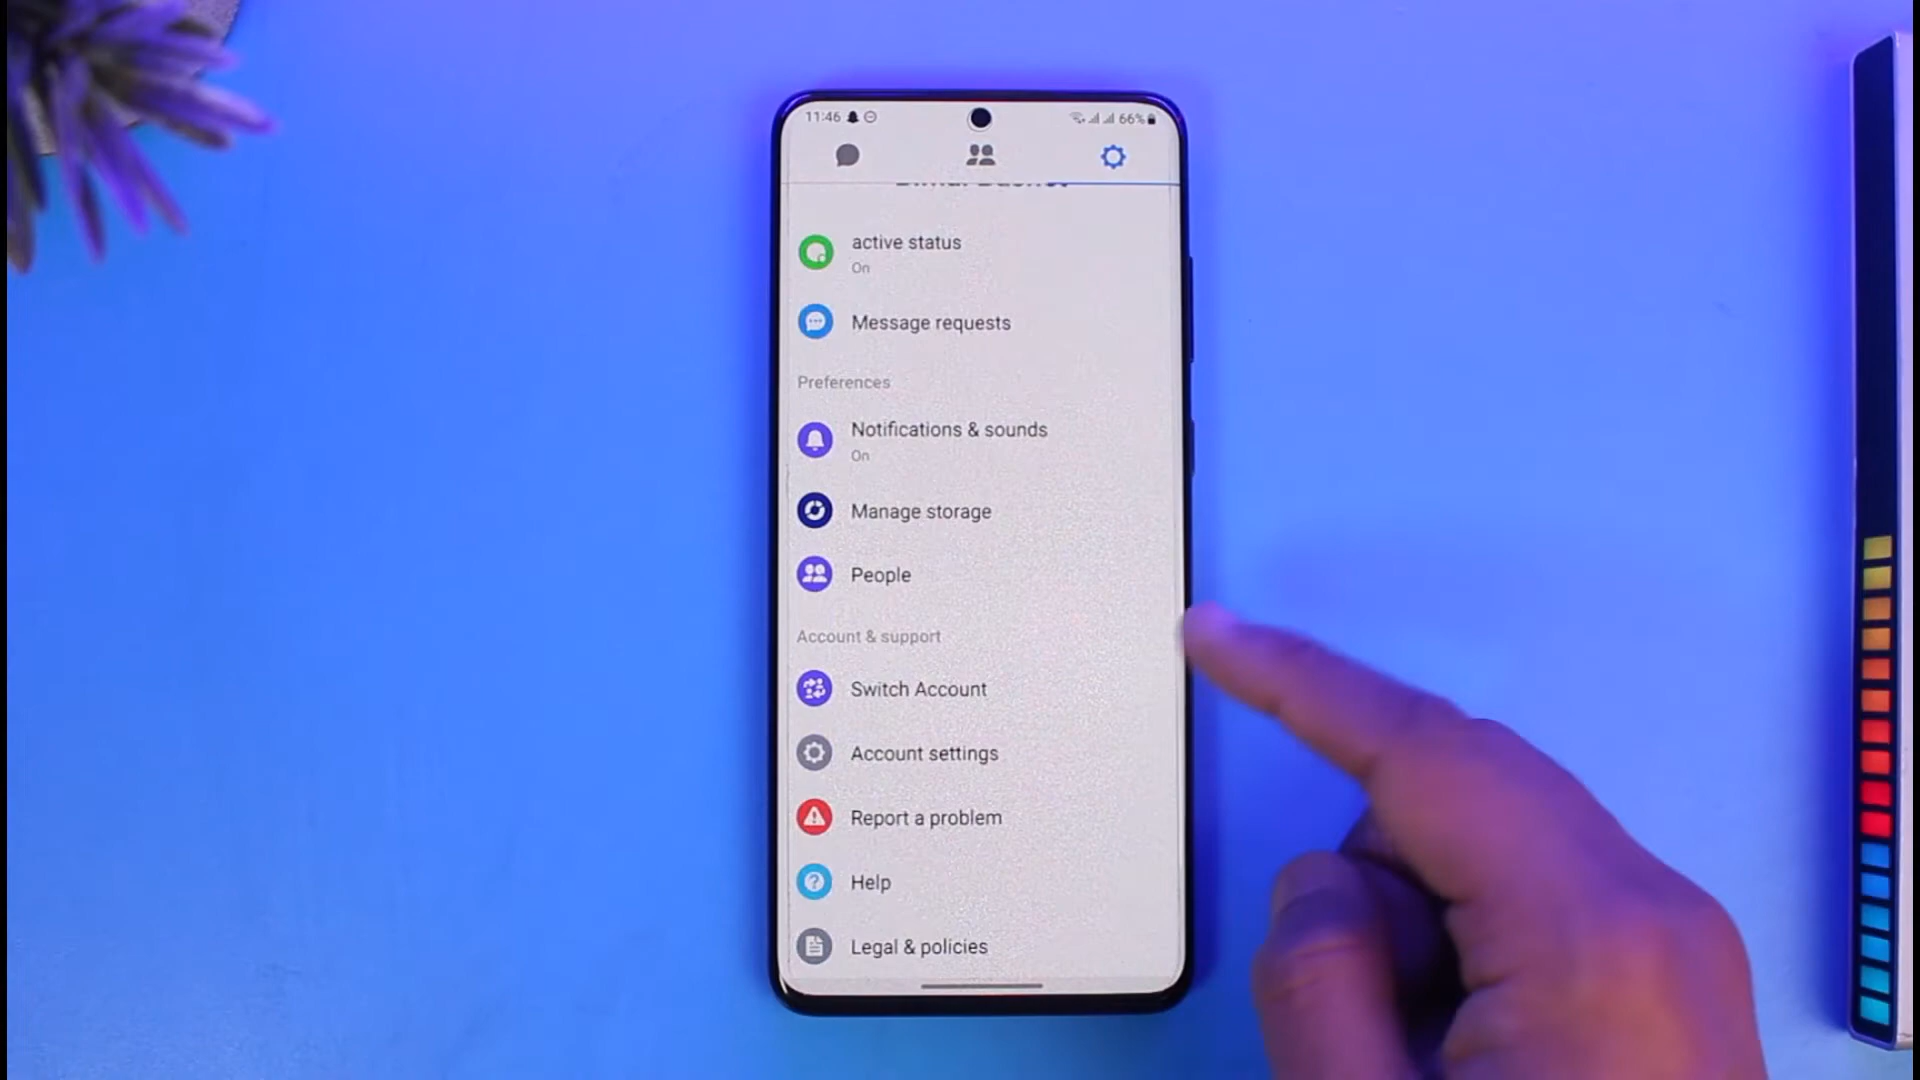 11:46 66%
active status
On
Message requests
Preferences
Notifications & sounds
On
Manage storage
People
Account & support
Switch Account
Account settings
Report a problem
Help
Legal & policies